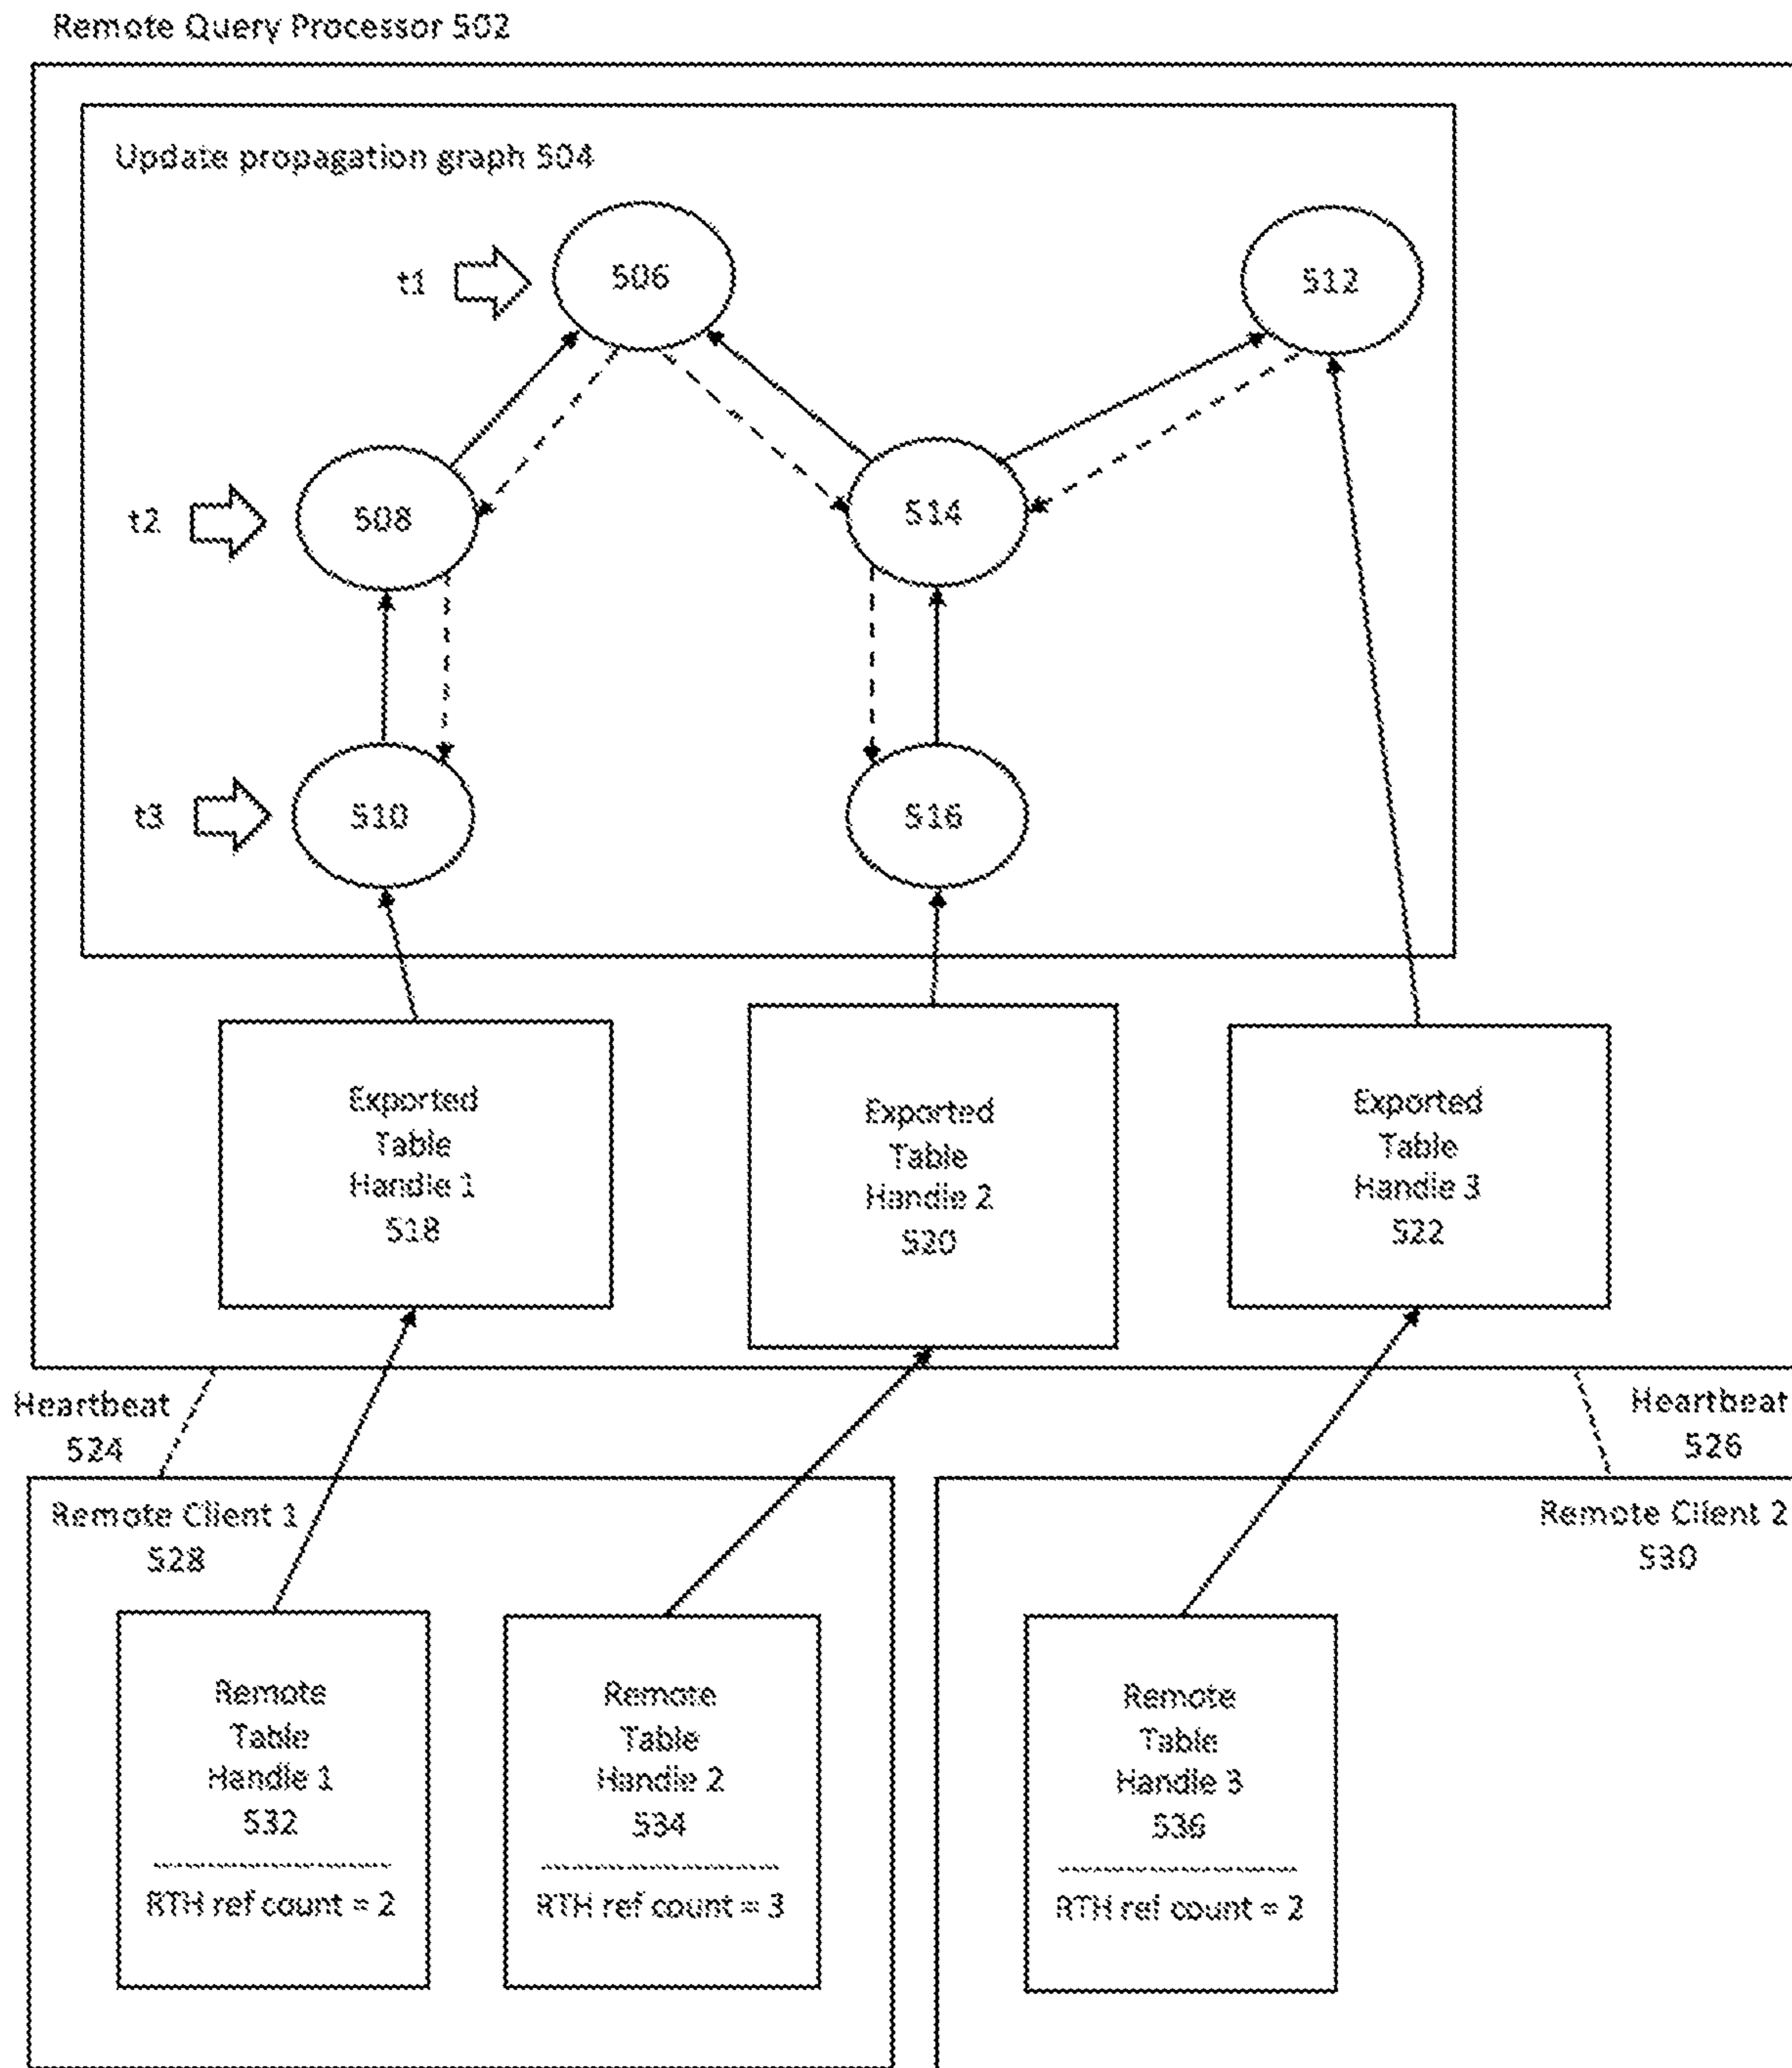 Remote Query Processor 502
Update propagation graph 504
t1
506
512
t2
508
514
t3
510
516
Exported
Table
Handle 1
518
Exported
Table
Handle 2
520
Exported
Table
Handle 3
522
Heartbeat
524
Heartbeat
526
Remote Client 1
528
Remote Client 2
530
Remote
Table
Handle 1
532
RTH ref count = 2
Remote
Table
Handle 2
534
RTH ref count = 3
Remote
Table
Handle 3
536
RTH ref count = 2